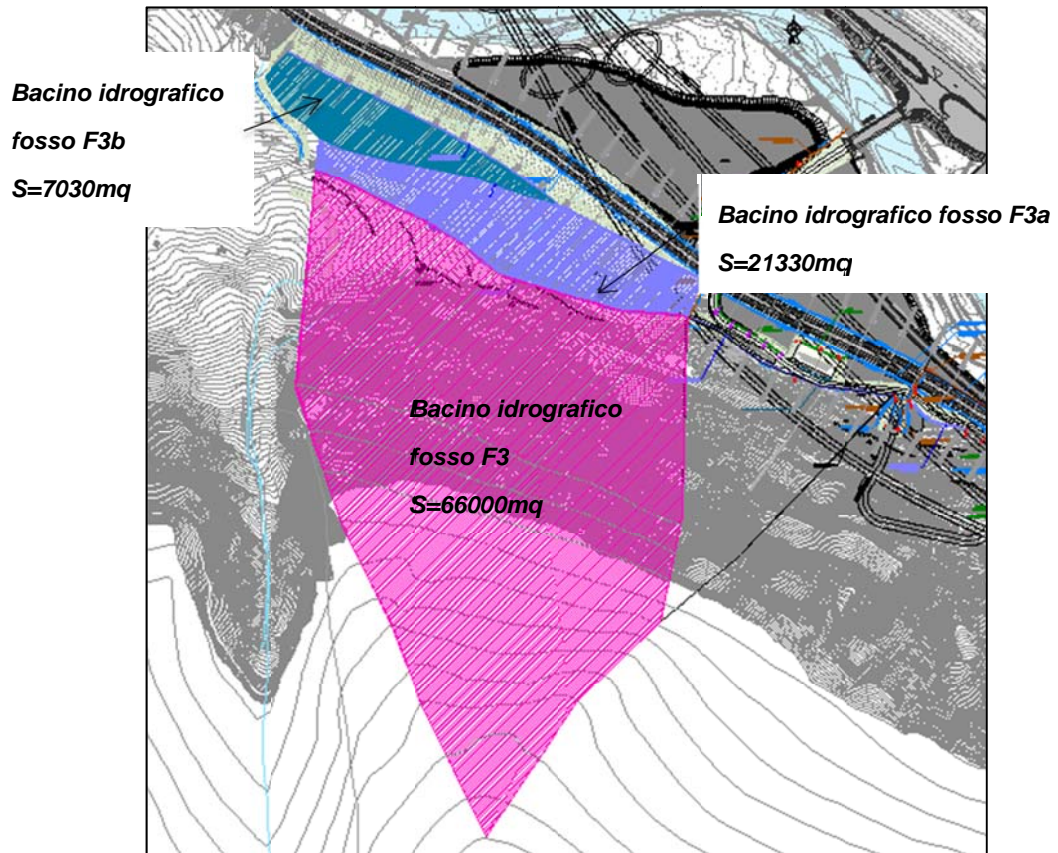 Bacino idrografico
fosso F3b
S=7030mq
Bacino idrografico fosso F3a
S=21330mq
Bacino idrografico
fosso F3
S=66000mq